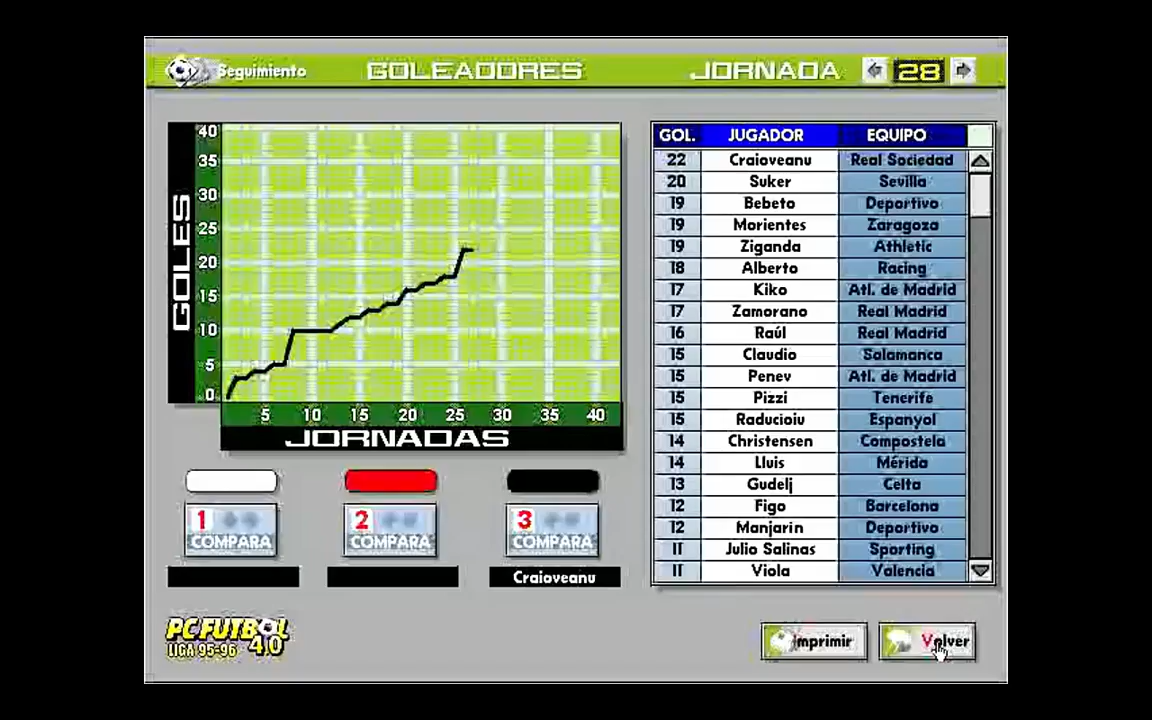 Seguimiento GOLEADORES JORNADA 28
GOLES
40
35
30
25
20
15
10
5
0
5 10 15 20 25 30 35 40
JORNADAS
1 2 3
COMPARA COMPARA COMPARA
Craioveanu
GOL. JUGADOR EQUIPO
22 Craioveanu Real Sociedad
20 Suker Sevilla
19 Bebeto Deportivo
19 Morientes Zaragoza
19 Ziganda Athletic
18 Alberto Racing
17 Kiko Atl. de Madrid
17 Zamorano Real Madrid
16 Raúl Real Madrid
15 Claudio Salamanca
15 Penev Atl. de Madrid
15 Pizzi Tenerife
15 Raducioiu Espanyol
14 Christensen Compostela
14 Lluis Mérida
13 Gudelj Celta
12 Figo Barcelona
12 Manjarin Deportivo
11 Julio Salinas Sporting
11 Viola Valencia
PC FUTBOL
LIGA 95-96 4.0
Imprimir Volver